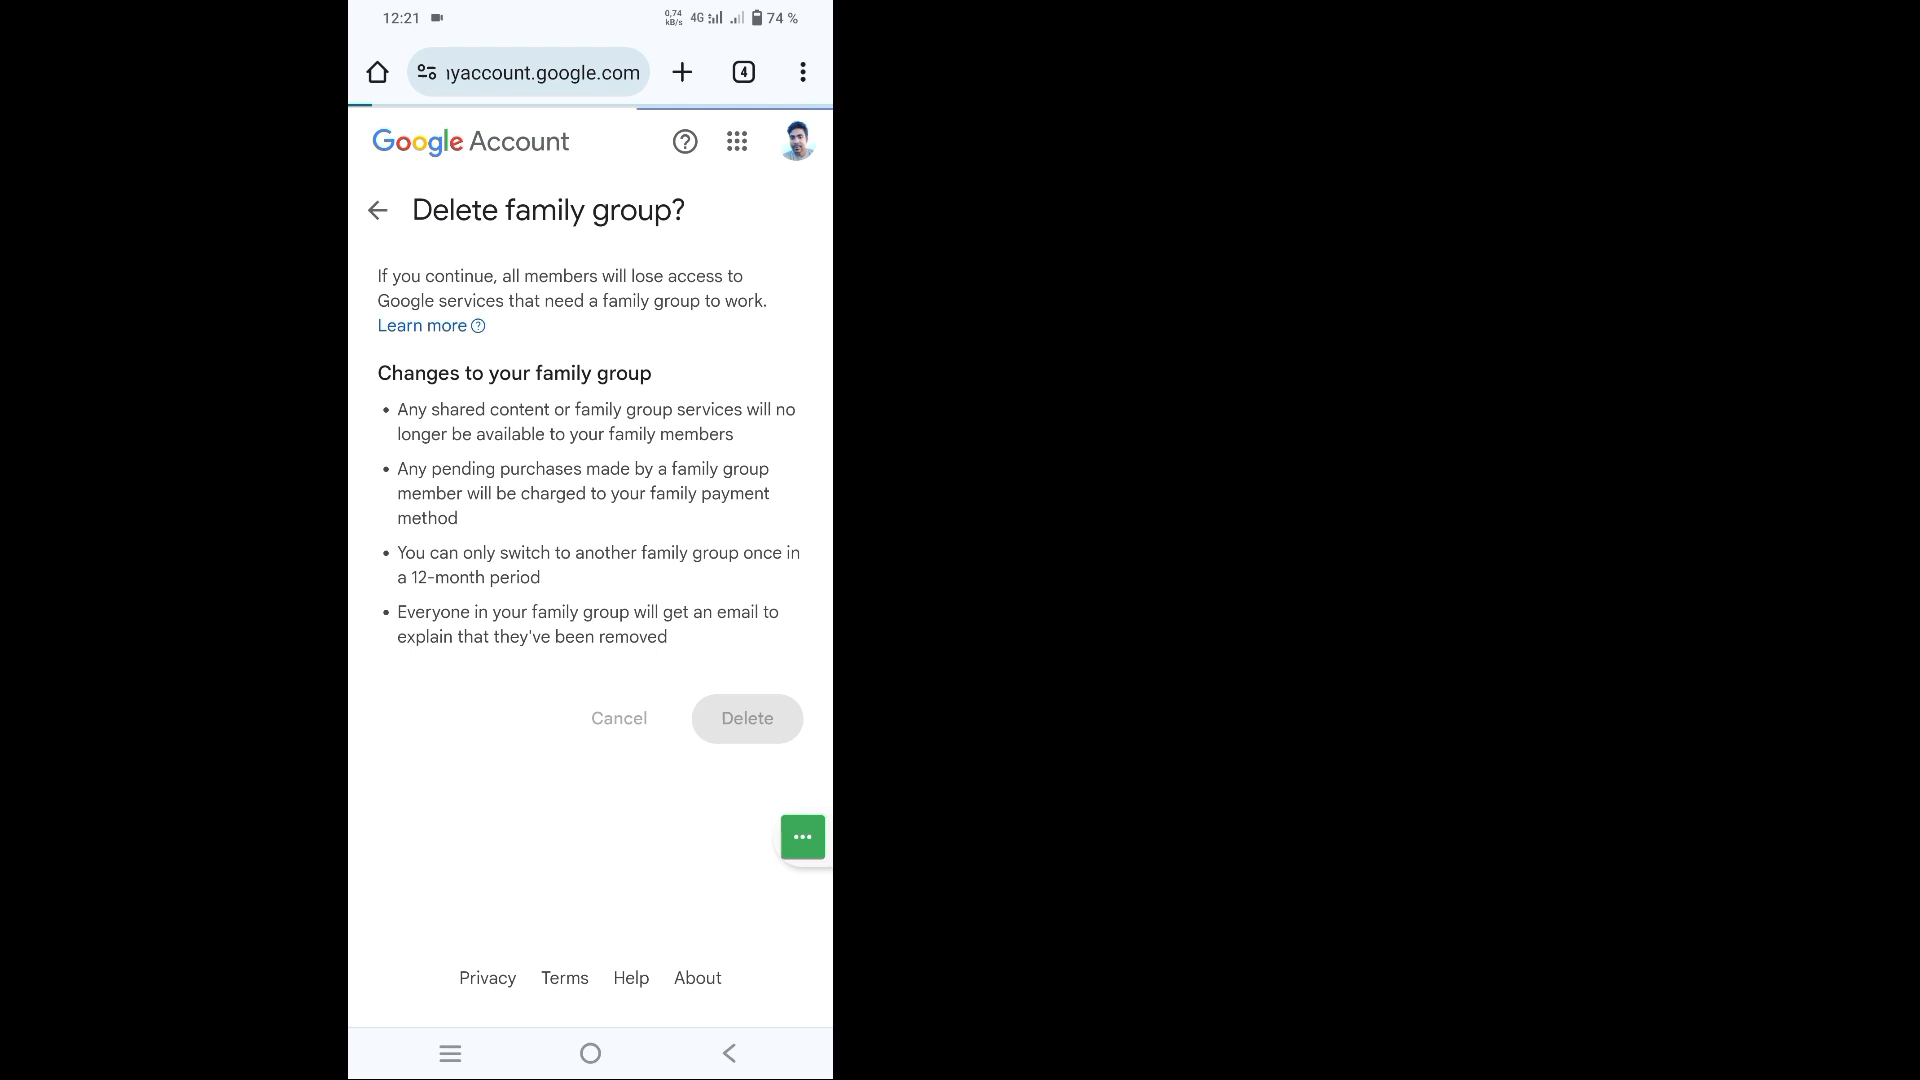 12:21 0,74 kB/s 4G 74 %
yaccount.google.com 4
Google Account
Delete family group?
If you continue, all members will lose access to
Google services that need a family group to work.
Learn more
Changes to your family group
• Any shared content or family group services will no
longer be available to your family members
• Any pending purchases made by a family group
member will be charged to your family payment
method
• You can only switch to another family group once in
a 12-month period
• Everyone in your family group will get an email to
explain that they've been removed
Cancel Delete
Privacy Terms Help About